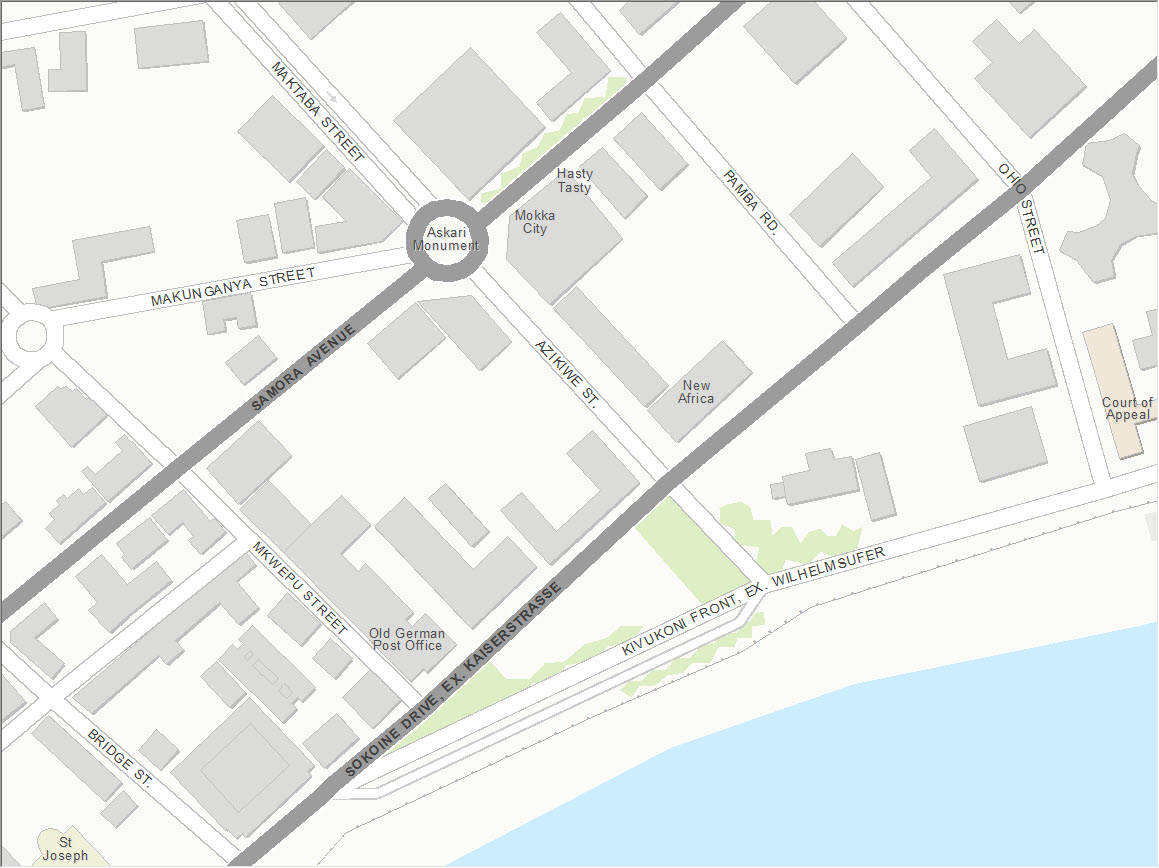 MAKTABA STREET
Hasty
Tasty
PAMBA RD.
OHIO STREET
Mokka
City
Askari
Monument
MAKUNGANYA STREET
SAMORA AVENUE
AZIKIWE ST.
New
Africa
Court of
Appeal
MKWEPU STREET
KIVUKONI FRONT, EX. WILHELMSUFER
Old German
Post Office
SOKOINE DRIVE, EX. KAISERSTRASSE
BRIDGE ST.
St
Joseph